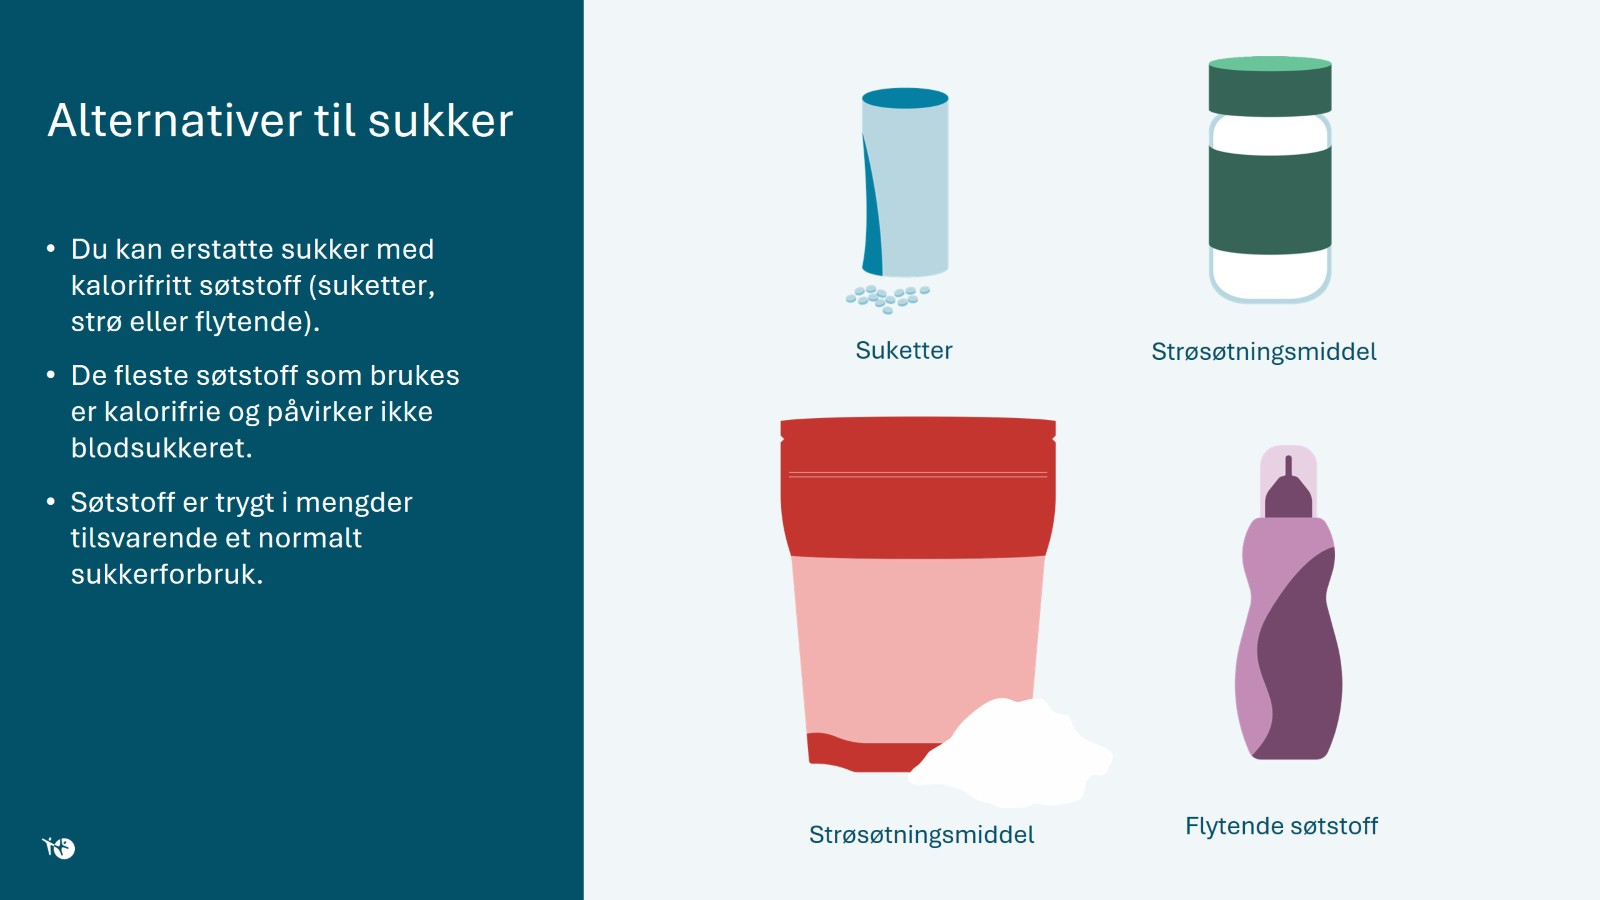 Alternativer til sukker
• Du kan erstatte sukker med
kalorifritt søtstoff (suketter,
strø eller flytende).
• De fleste søtstoff som brukes
er kalorifrie og påvirker ikke
blodsukkeret.
• Søtstoff er trygt i mengder
tilsvarende et normalt
sukkerforbruk.
Suketter
Strøsøtningsmiddel
Strøsøtningsmiddel
Flytende søtstoff